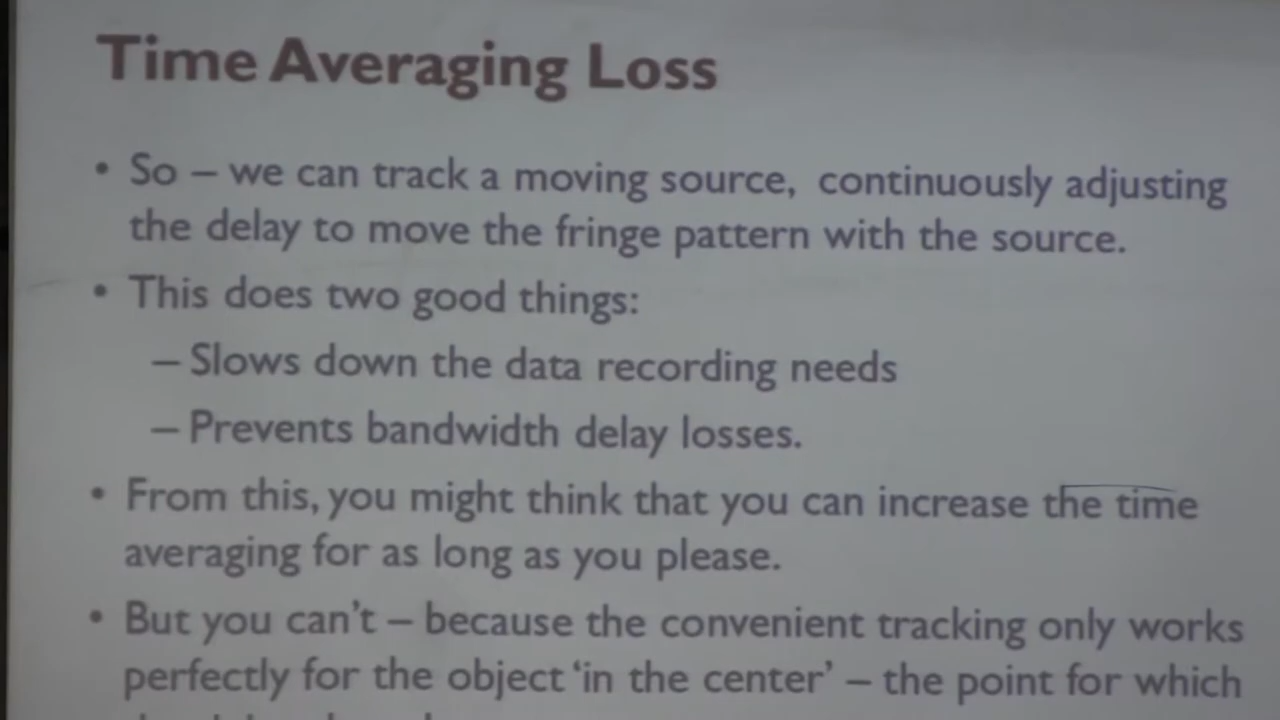 Time Averaging Loss
• So – we can track a moving source, continuously adjusting
the delay to move the fringe pattern with the source.
• This does two good things:
– Slows down the data recording needs
– Prevents bandwidth delay losses.
• From this, you might think that you can increase the time
averaging for as long as you please.
• But you can't – because the convenient tracking only works
perfectly for the object 'in the center' – the point for which